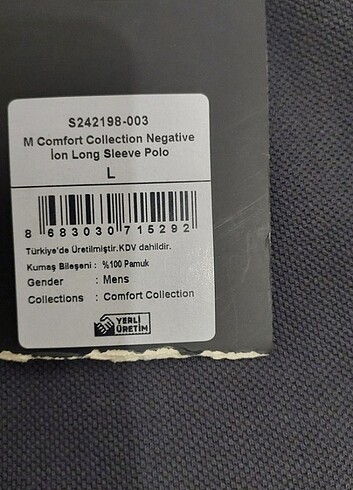 S242198-003
M Comfort Collection Negative
İon Long Sleeve Polo
L
8 683030 715292
Türkiye'de Üretilmiştir.KDV dahildir.
Kumaş Bileşeni : %100 Pamuk
Gender : Mens
Collections : Comfort Collection
YERLİ
ÜRETİM